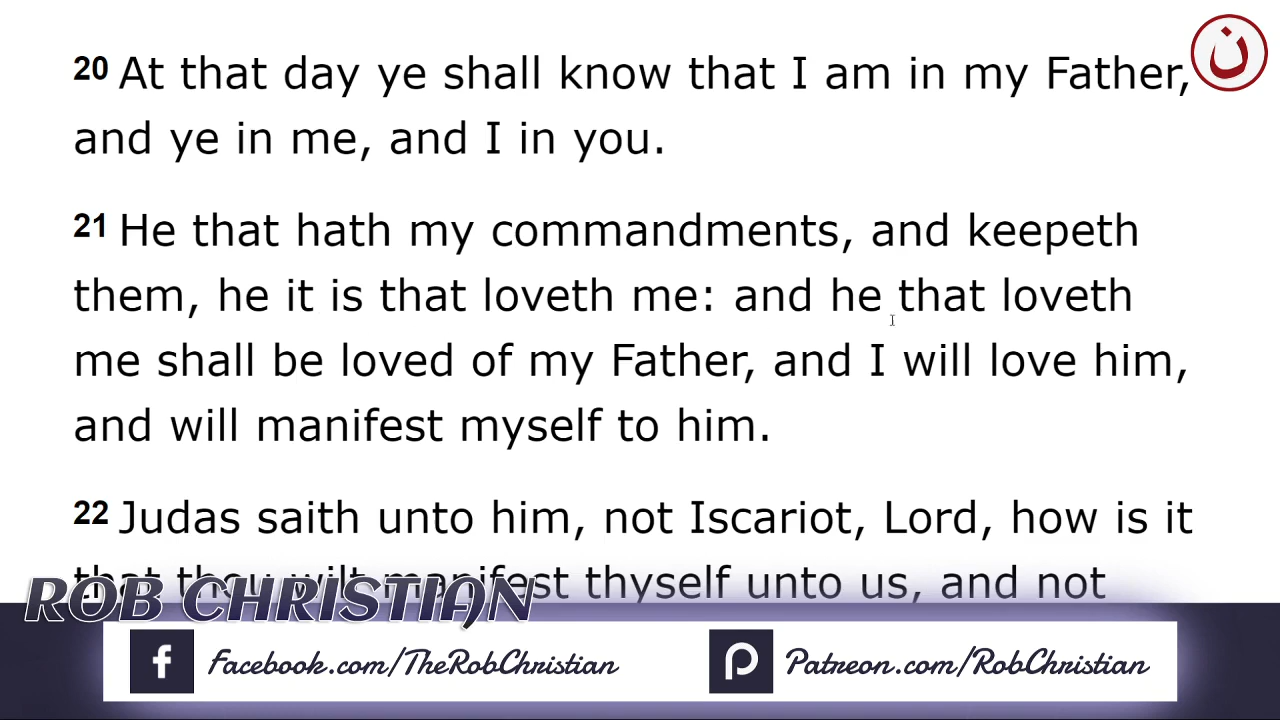 20 At that day ye shall know that I am in my Father,
ن
and ye in me, and I in you.
21 He that hath my commandments, and keepeth
them, he it is that loveth me: and he that loveth
me shall be loved of my Father, and I will love him,
and will manifest myself to him.
22 Judas saith unto him, not Iscariot, Lord, how is it
that thou wilt manifest thyself unto us, and not
ROB CHRISTIAN
Facebook.com/TheRobChristian
Patreon.com/RobChristian